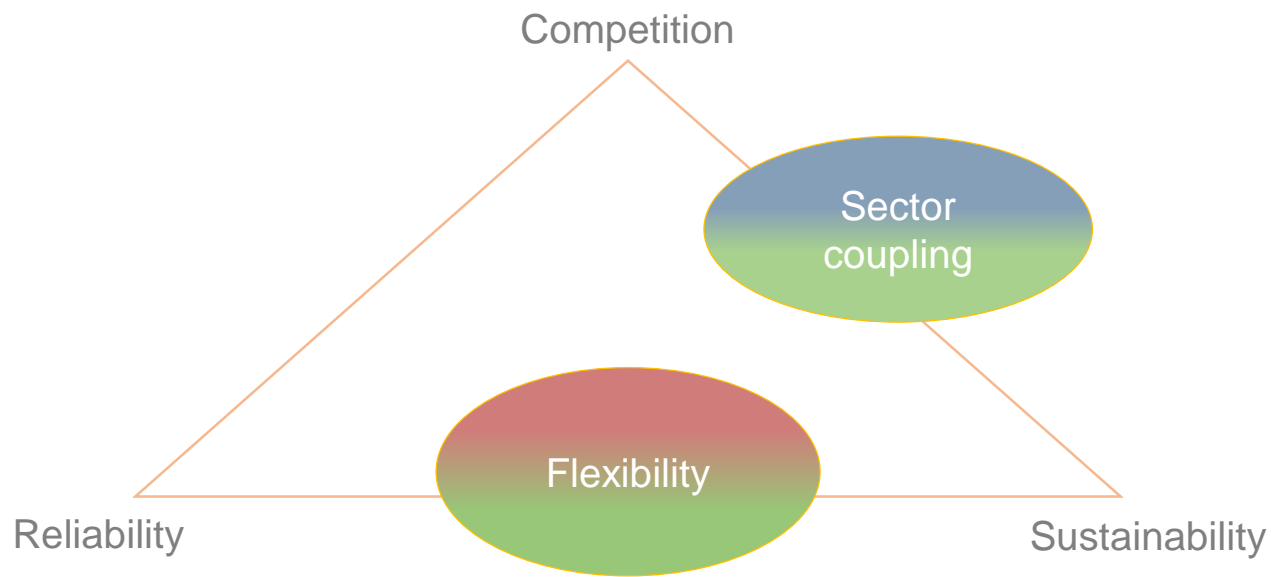 Competition
Sector
coupling
Flexibility
Reliability
Sustainability